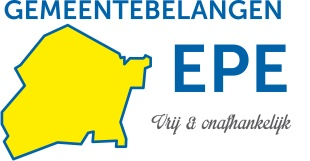 GEMEENTEBELANGEN
EPE
Vrij & onafhankelijk